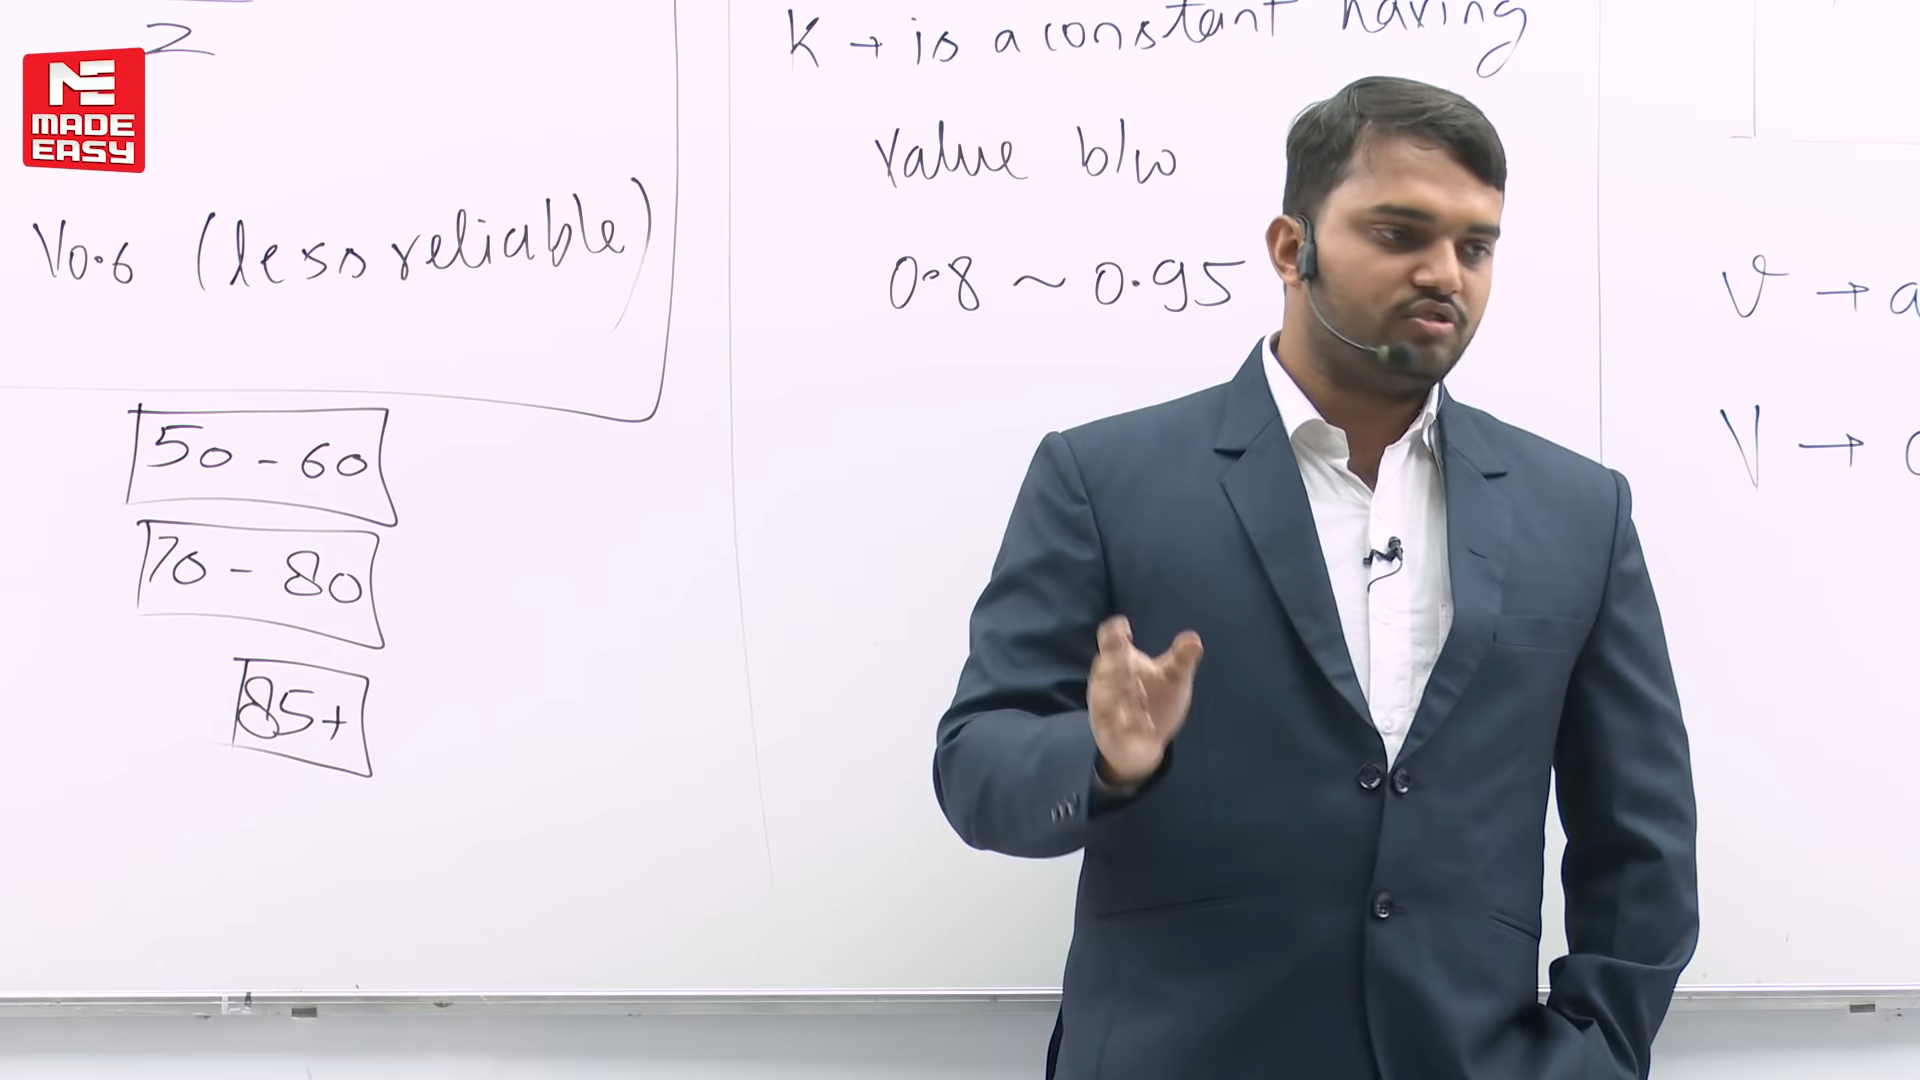 2
MADE
EASY
V0.6 (less reliable)
50 - 60
70 - 80
85+
K → is a constant having
value b/w
0.8 ~ 0.95
v → a
V →